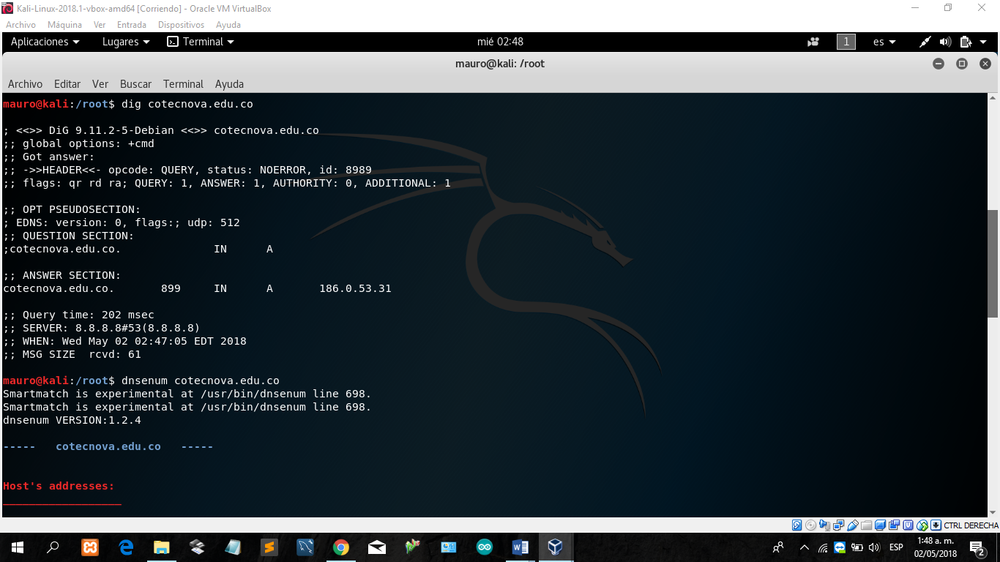 Kali-Linux-2018.1-vbox-amd64 [Corriendo] - Oracle VM VirtualBox
Archivo Máquina Ver Entrada Dispositivos Ayuda
Aplicaciones Lugares Terminal mié 02:48 1 es
mauro@kali: /root
Archivo Editar Ver Buscar Terminal Ayuda
mauro@kali:/root$ dig cotecnova.edu.co
; <<>> DiG 9.11.2-5-Debian <<>> cotecnova.edu.co
;; global options: +cmd
;; Got answer:
;; ->>HEADER<<- opcode: QUERY, status: NOERROR, id: 8989
;; flags: qr rd ra; QUERY: 1, ANSWER: 1, AUTHORITY: 0, ADDITIONAL: 1
;; OPT PSEUDOSECTION:
; EDNS: version: 0, flags:; udp: 512
;; QUESTION SECTION:
;cotecnova.edu.co. IN A
;; ANSWER SECTION:
cotecnova.edu.co. 899 IN A 186.0.53.31
;; Query time: 202 msec
;; SERVER: 8.8.8.8#53(8.8.8.8)
;; WHEN: Wed May 02 02:47:05 EDT 2018
;; MSG SIZE rcvd: 61
mauro@kali:/root$ dnsenum cotecnova.edu.co
Smartmatch is experimental at /usr/bin/dnsenum line 698.
Smartmatch is experimental at /usr/bin/dnsenum line 698.
dnsenum VERSION:1.2.4
----- cotecnova.edu.co -----
Host's addresses:
__________________
CTRL DERECHA
ESP
1:48 a. m.
02/05/2018
2